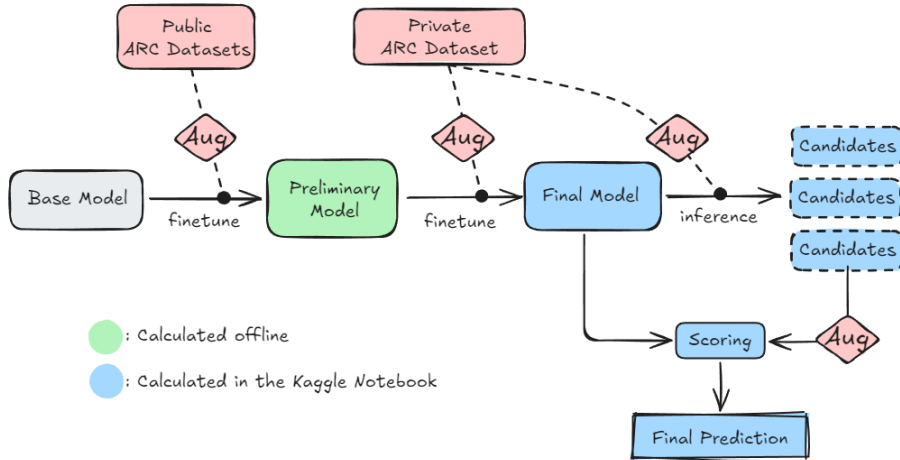 Public
ARC Datasets
Private
ARC Dataset
Aug
Aug
Aug
Candidates
Base Model
finetune
Preliminary
Model
finetune
Final Model
inference
Candidates
Candidates
: Calculated offline
Scoring
Aug
: Calculated in the Kaggle Notebook
Final Prediction